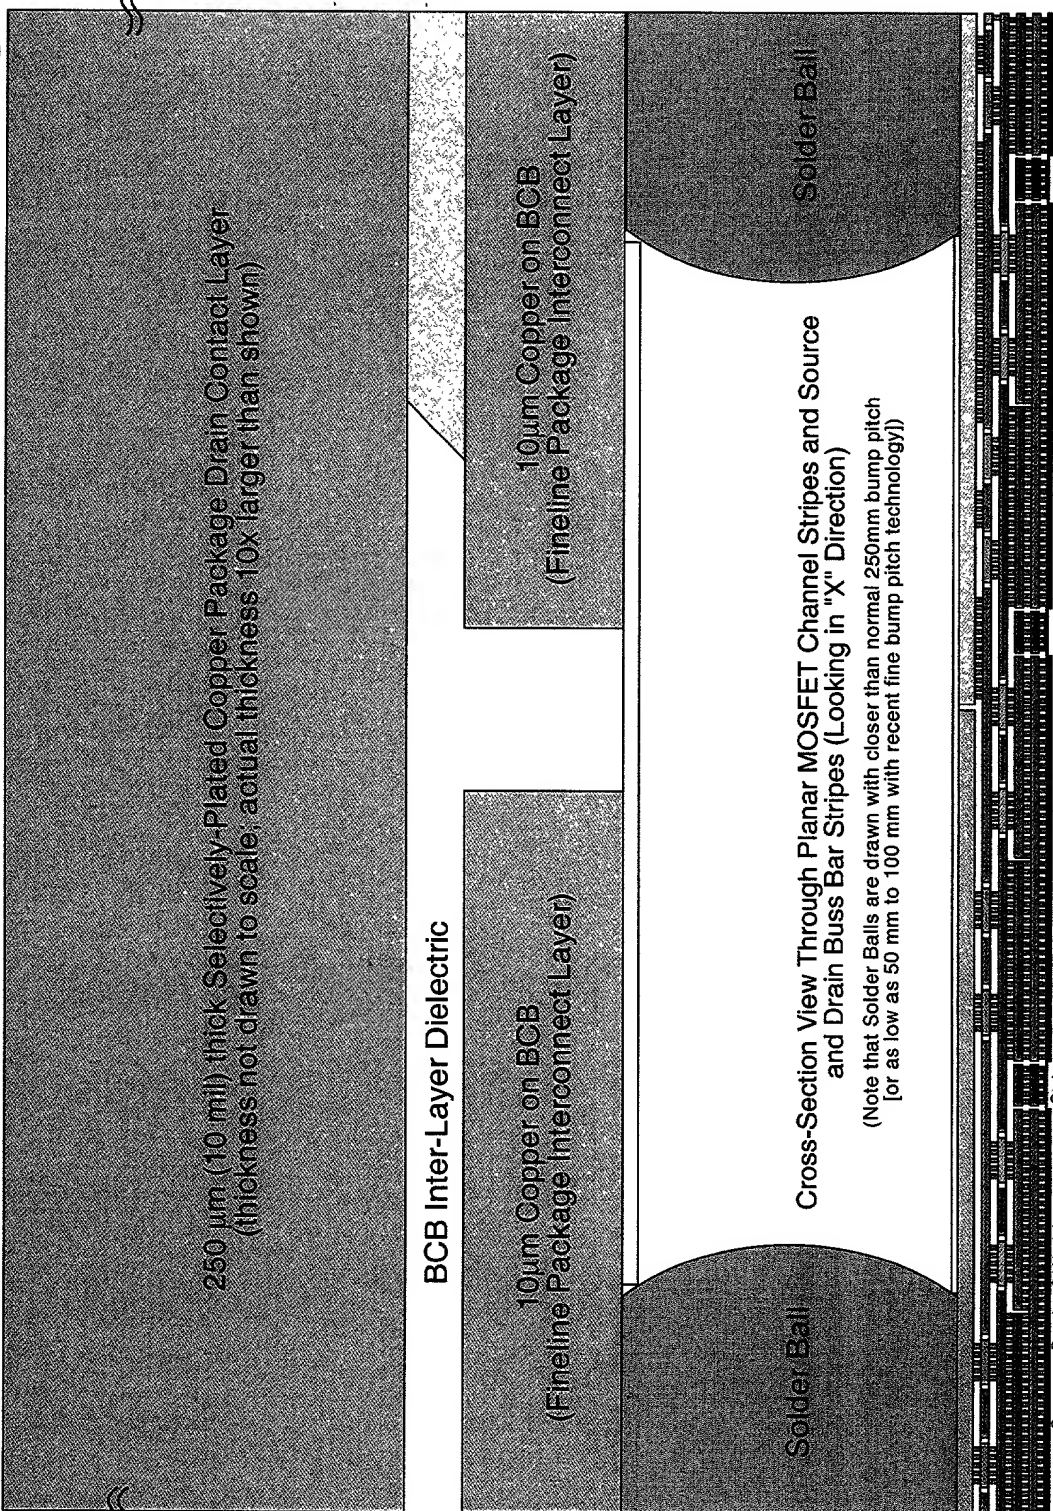 250 µm (10 mil) thick Selectively-Plated Copper Package Drain Contact Layer
(thickness not drawn to scale, actual thickness 10x larger than shown)
BCB Inter-Layer Dielectric
10µm Copper on BCB
(Fineline Package Interconnect Layer)
10µm Copper on BCB
(Fineline Package Interconnect Layer)
Solder Ball
Solder Ball
Cross-Section View Through Planar MOSFET Channel Stripes and Source
and Drain Buss Bar Stripes (Looking in "X" Direction)
(Note that Solder Balls are drawn with closer than normal 250mm bump pitch
[or as low as 50 mm to 100 mm with recent fine bump pitch technology])